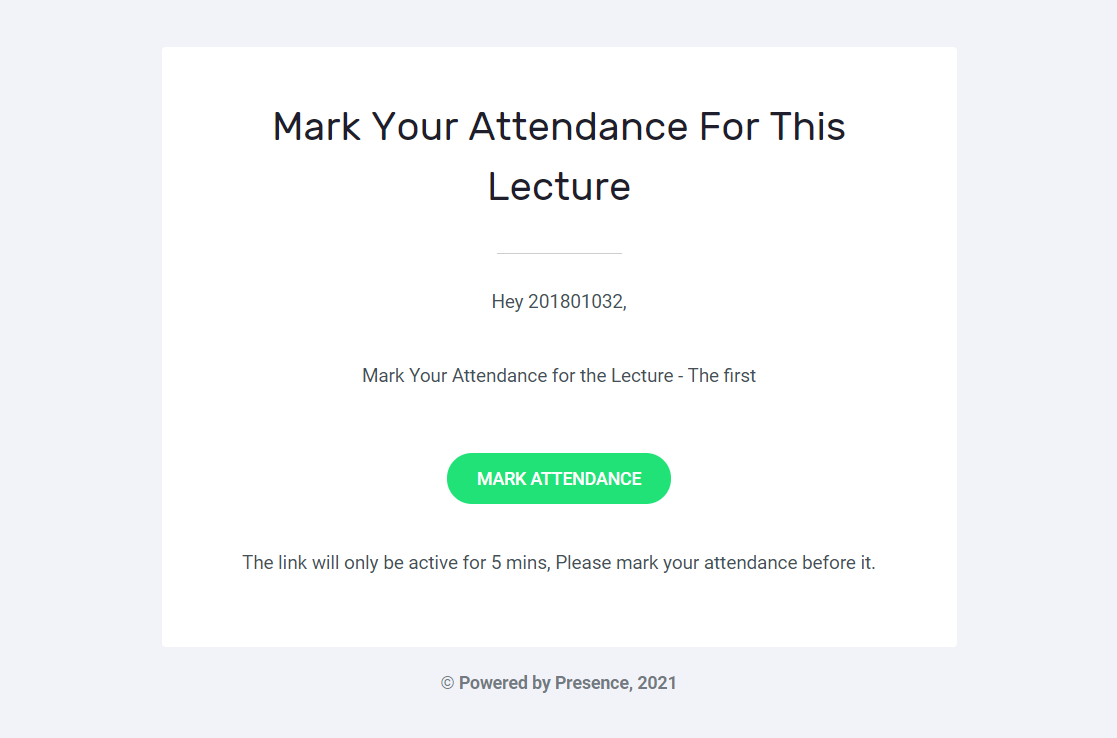 Mark Your Attendance For This
Lecture
Hey 201801032,
Mark Your Attendance for the Lecture - The first
MARK ATTENDANCE
The link will only be active for 5 mins, Please mark your attendance before it.
© Powered by Presence, 2021